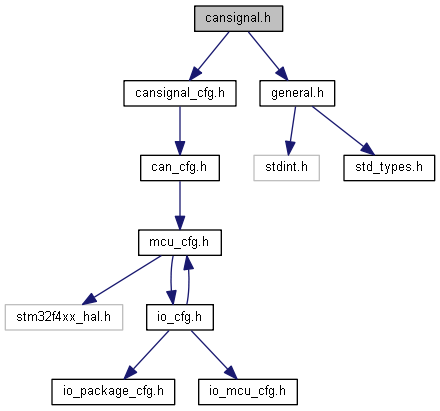 cansignal.h
cansignal_cfg.h
general.h
can_cfg.h
stdint.h
std_types.h
mcu_cfg.h
stm32f4xx_hal.h
io_cfg.h
io_package_cfg.h
io_mcu_cfg.h